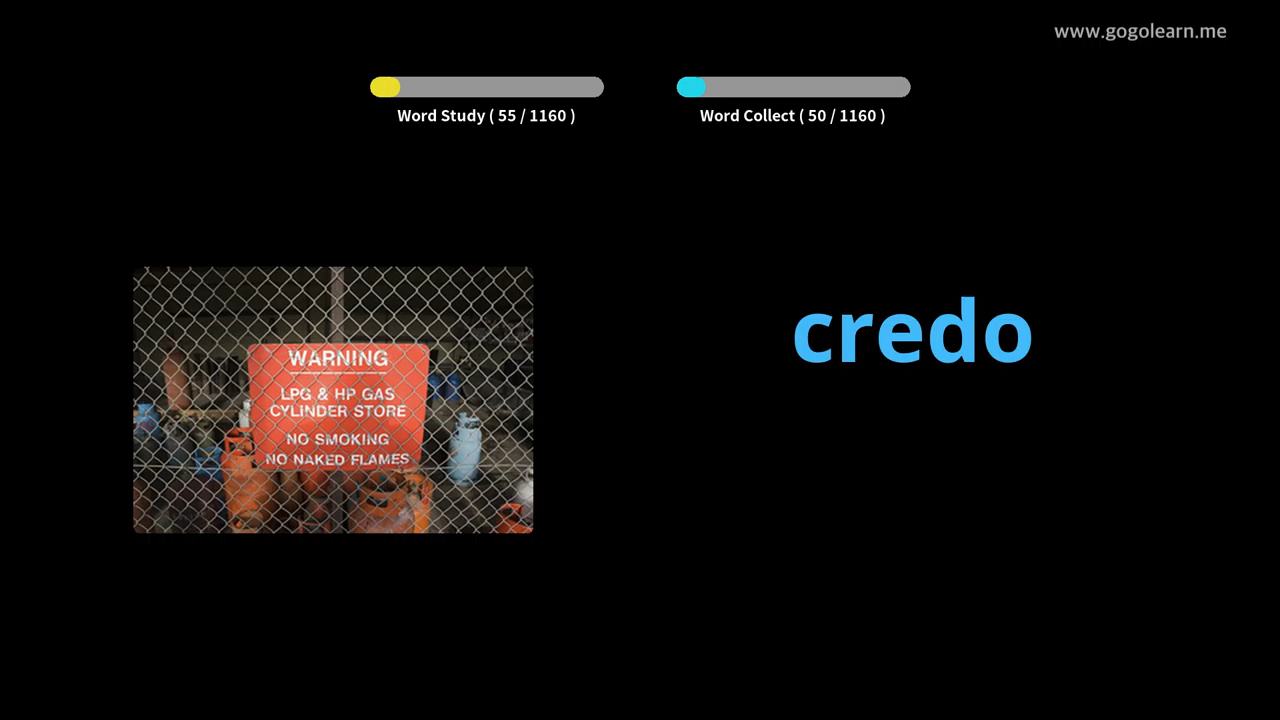 www.gogolearn.me
Word Study ( 55 / 1160 )
Word Collect ( 50 / 1160 )
WARNING
LPG & HP GAS
CYLINDER STORE
NO SMOKING
NO NAKED FLAMES
credo